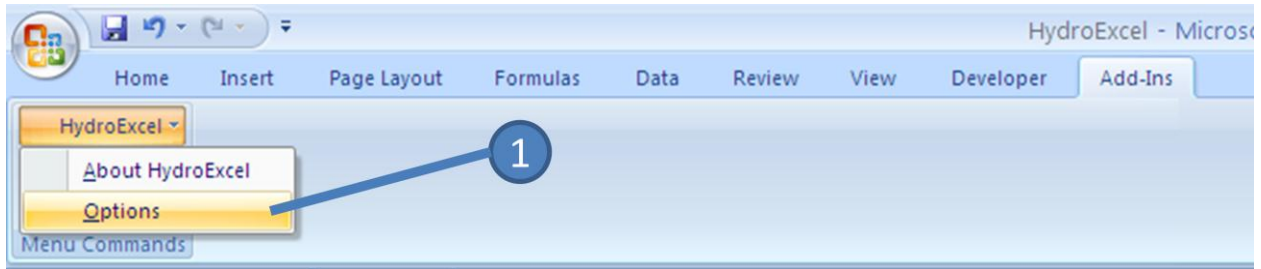 HydroExcel - Micros
Home Insert Page Layout Formulas Data Review View Developer Add-Ins
HydroExcel
About HydroExcel
Options
Menu Commands
1